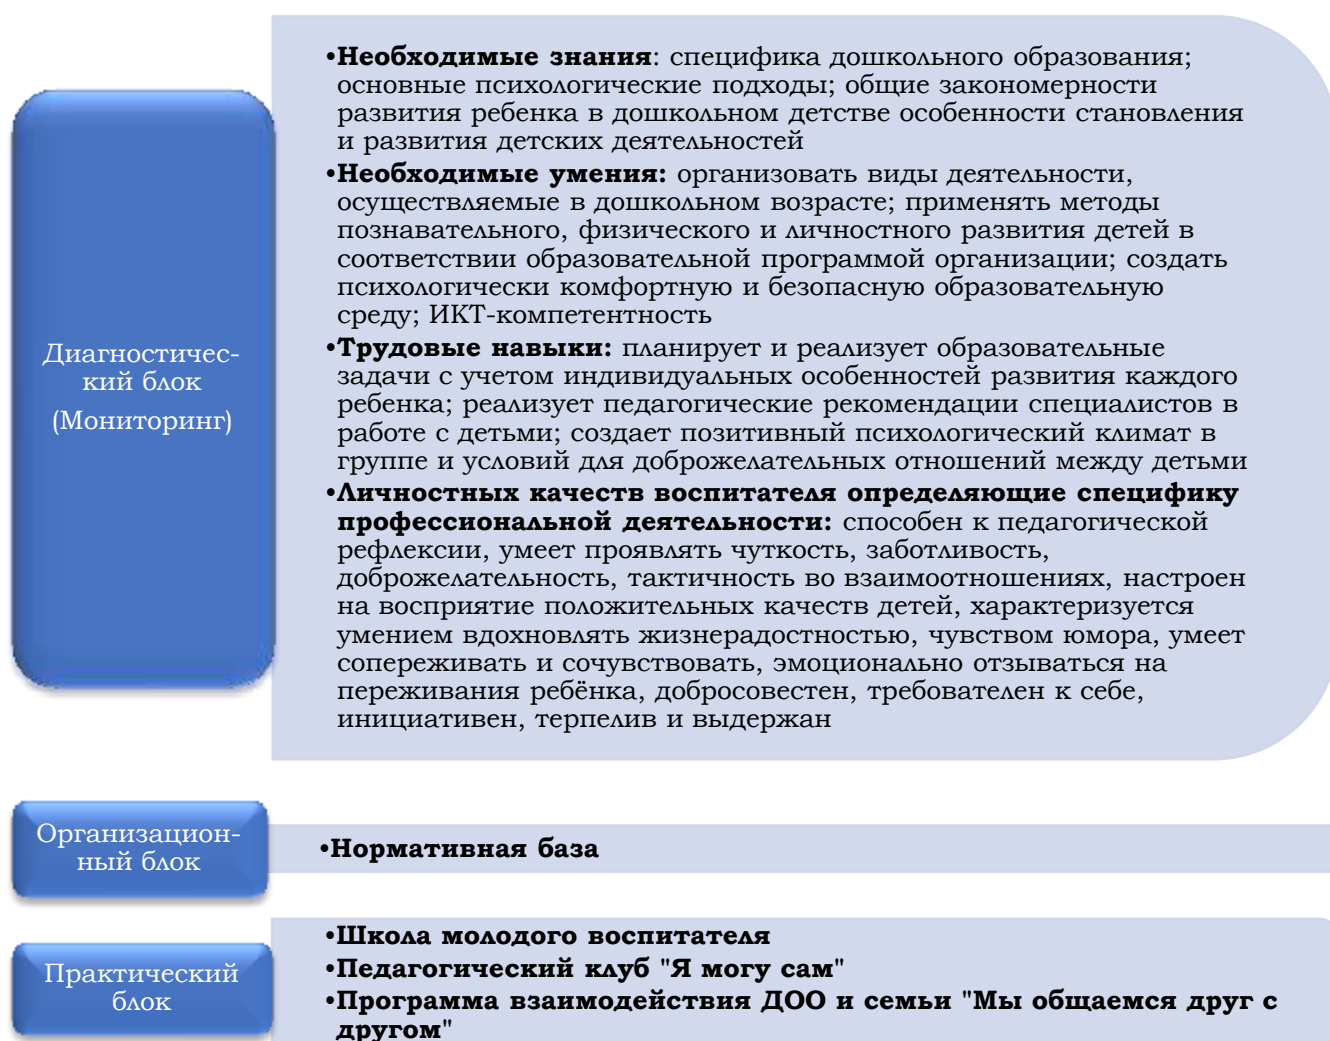 Диагностичес-
кий блок
(Мониторинг)
•Необходимые знания: специфика дошкольного образования;
основные психологические подходы; общие закономерности
развития ребенка в дошкольном детстве особенности становления
и развития детских деятельностей
•Необходимые умения: организовать виды деятельности,
осуществляемые в дошкольном возрасте; применять методы
познавательного, физического и личностного развития детей в
соответствии образовательной программой организации; создать
психологически комфортную и безопасную образовательную
среду; ИКТ-компетентность
•Трудовые навыки: планирует и реализует образовательные
задачи с учетом индивидуальных особенностей развития каждого
ребенка; реализует педагогические рекомендации специалистов в
работе с детьми; создает позитивный психологический климат в
группе и условий для доброжелательных отношений между детьми
•Личностных качеств воспитателя определяющие специфику
профессиональной деятельности: способен к педагогической
рефлексии, умеет проявлять чуткость, заботливость,
доброжелательность, тактичность во взаимоотношениях, настроен
на восприятие положительных качеств детей, характеризуется
умением вдохновлять жизнерадостностью, чувством юмора, умеет
сопереживать и сочувствовать, эмоционально отзываться на
переживания ребёнка, добросовестен, требователен к себе,
инициативен, терпелив и выдержан
Организацион-
ный блок
•Нормативная база
Практический
блок
•Школа молодого воспитателя
•Педагогический клуб "Я могу сам"
•Программа взаимодействия ДОО и семьи "Мы общаемся друг с
другом"